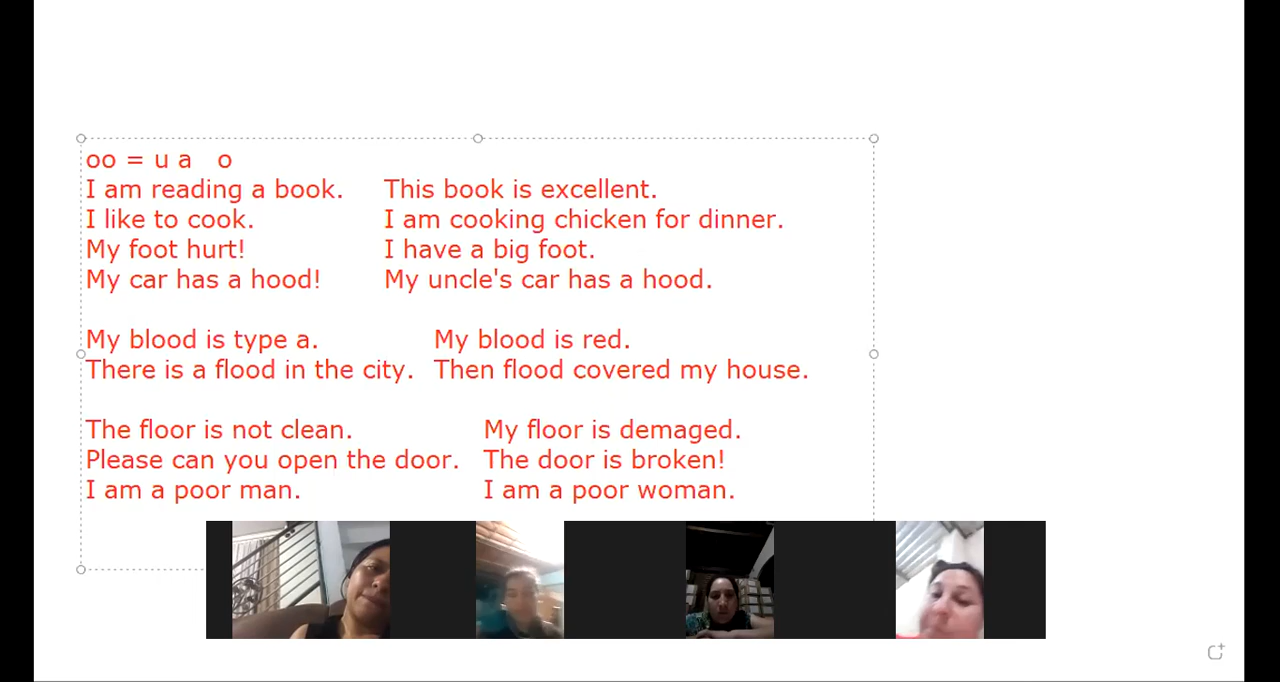 oo = u a o
I am reading a book. This book is excellent.
I like to cook. I am cooking chicken for dinner.
My foot hurt! I have a big foot.
My car has a hood! My uncle's car has a hood.
My blood is type a. My blood is red.
There is a flood in the city. Then flood covered my house.
The floor is not clean. My floor is demaged.
Please can you open the door. The door is broken!
I am a poor man. I am a poor woman.